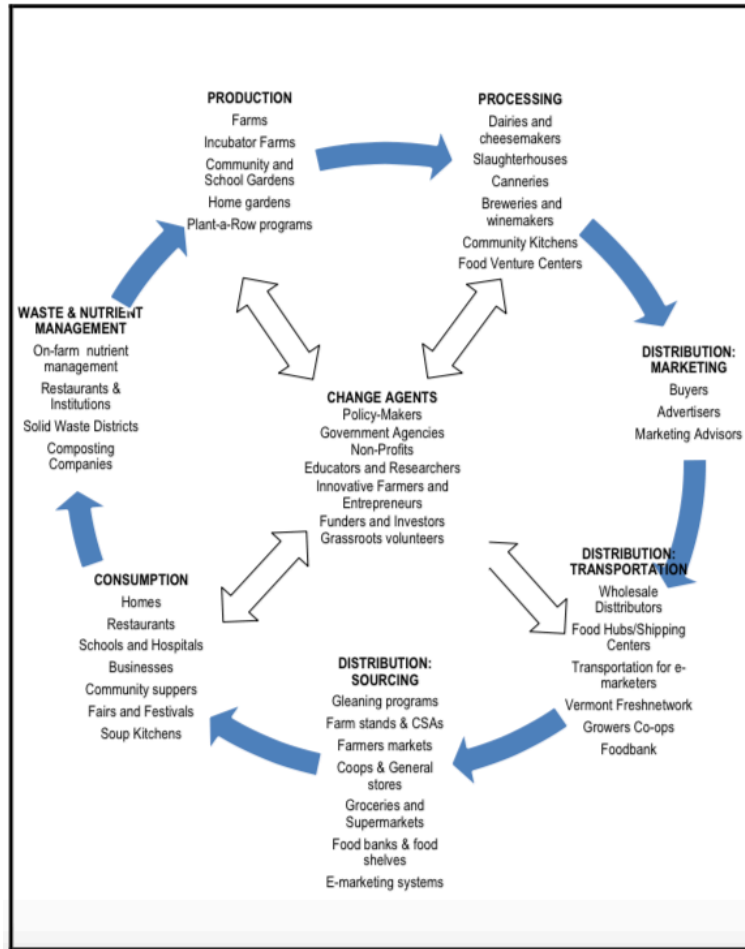 PRODUCTION
Farms
Incubator Farms
Community and
School Gardens
Home gardens
Plant-a-Row programs
PROCESSING
Dairies and
cheesemakers
Slaughterhouses
Canneries
Breweries and
winemakers
Community Kitchens
Food Venture Centers
DISTRIBUTION:
MARKETING
Buyers
Advertisers
Marketing Advisors
DISTRIBUTION:
TRANSPORTATION
Wholesale
Disttributors
Food Hubs/Shipping
Centers
Transportation for e-
marketers
Vermont Freshnetwork
Growers Co-ops
Foodbank
DISTRIBUTION:
SOURCING
Gleaning programs
Farm stands & CSAs
Farmers markets
Coops & General
stores
Groceries and
Supermarkets
Food banks & food
shelves
E-marketing systems
CONSUMPTION
Homes
Restaurants
Schools and Hospitals
Businesses
Community suppers
Fairs and Festivals
Soup Kitchens
WASTE & NUTRIENT
MANAGEMENT
On-farm nutrient
management
Restaurants &
Institutions
Solid Waste Districts
Composting
Companies
CHANGE AGENTS
Policy-Makers
Government Agencies
Non-Profits
Educators and Researchers
Innovative Farmers and
Entrepreneurs
Funders and Investors
Grassroots volunteers